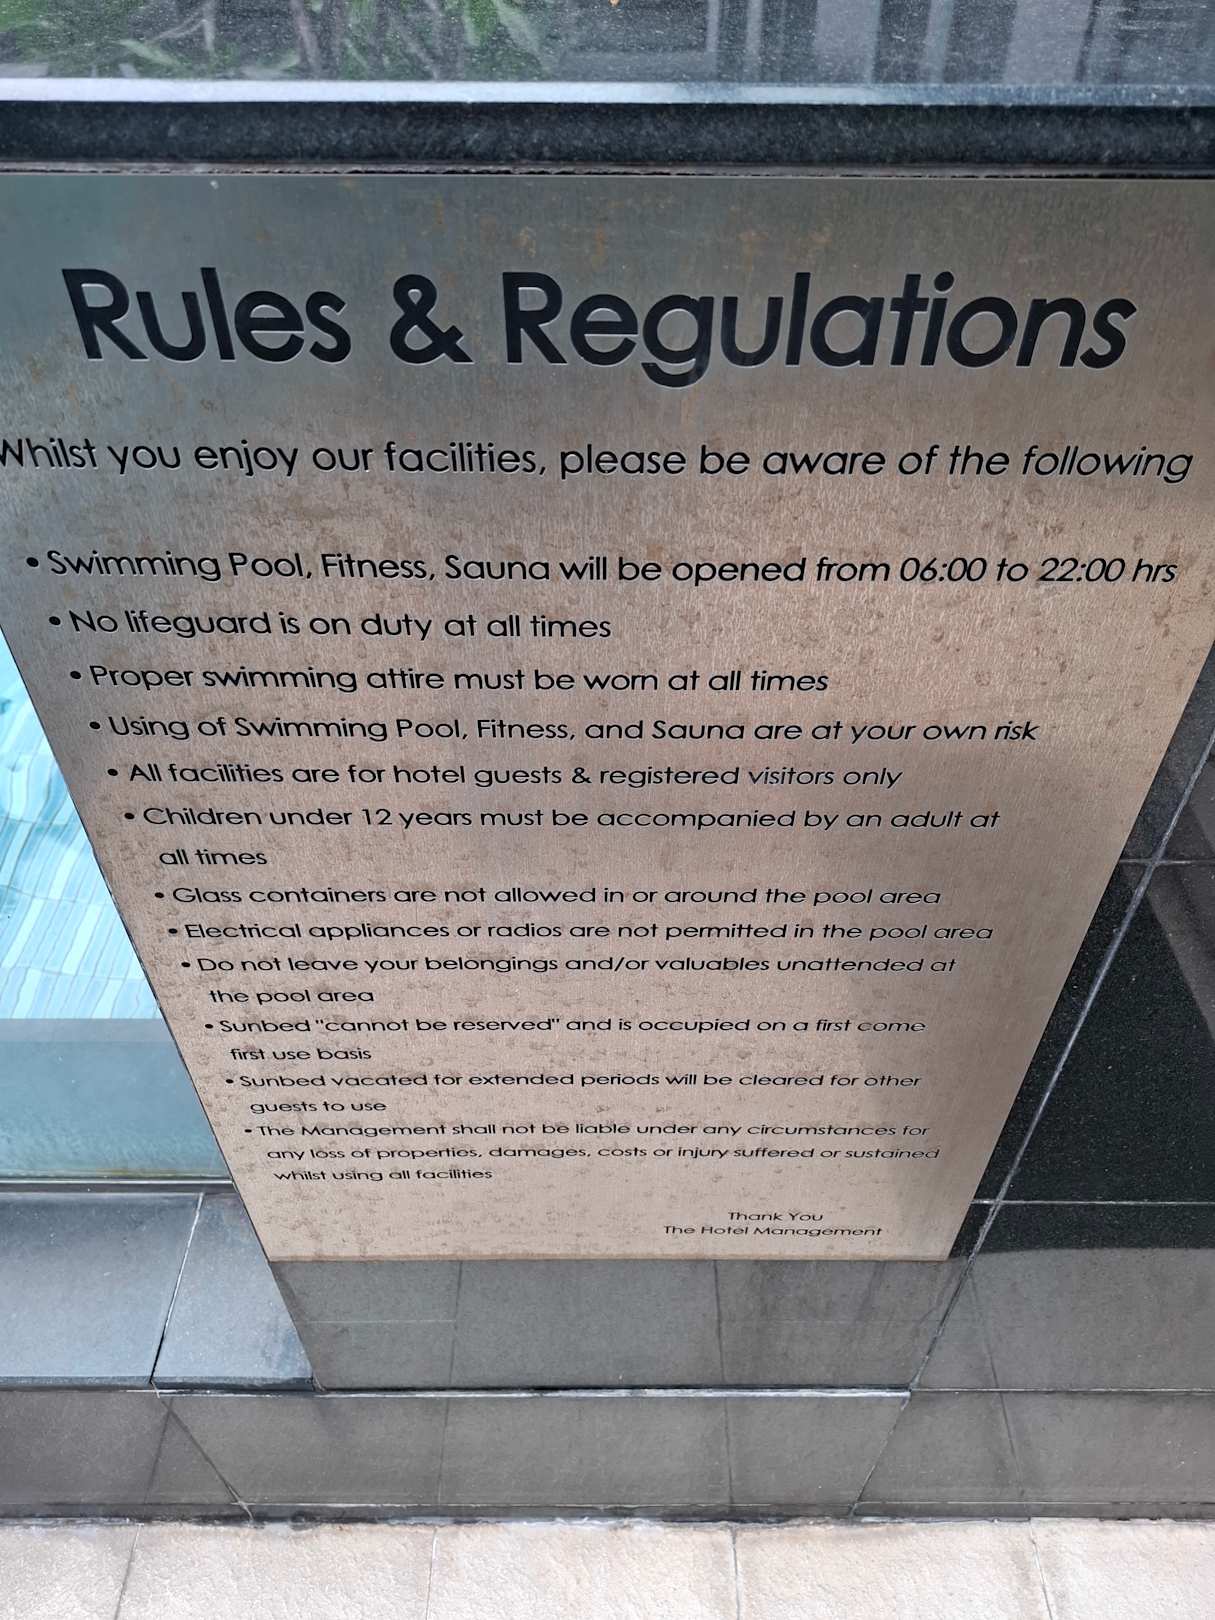 Rules & Regulations
Whilst you enjoy our facilities, please be aware of the following
• Swimming Pool, Fitness, Sauna will be opened from 06:00 to 22:00 hrs
• No lifeguard is on duty at all times
• Proper swimming attire must be worn at all times
• Using of Swimming Pool, Fitness, and Sauna are at your own risk
• All facilities are for hotel guests & registered visitors only
• Children under 12 years must be accompanied by an adult at
all times
• Glass containers are not allowed in or around the pool area
• Electrical appliances or radios are not permitted in the pool area
• Do not leave your belongings and/or valuables unattended at
the pool area
• Sunbed "cannot be reserved" and is occupied on a first come
first use basis
• Sunbed vacated for extended periods will be cleared for other
guests to use
• The Management shall not be liable under any circumstances for
any loss of properties, damages, costs or injury suffered or sustained
whilst using all facilities
Thank You
The Hotel Management